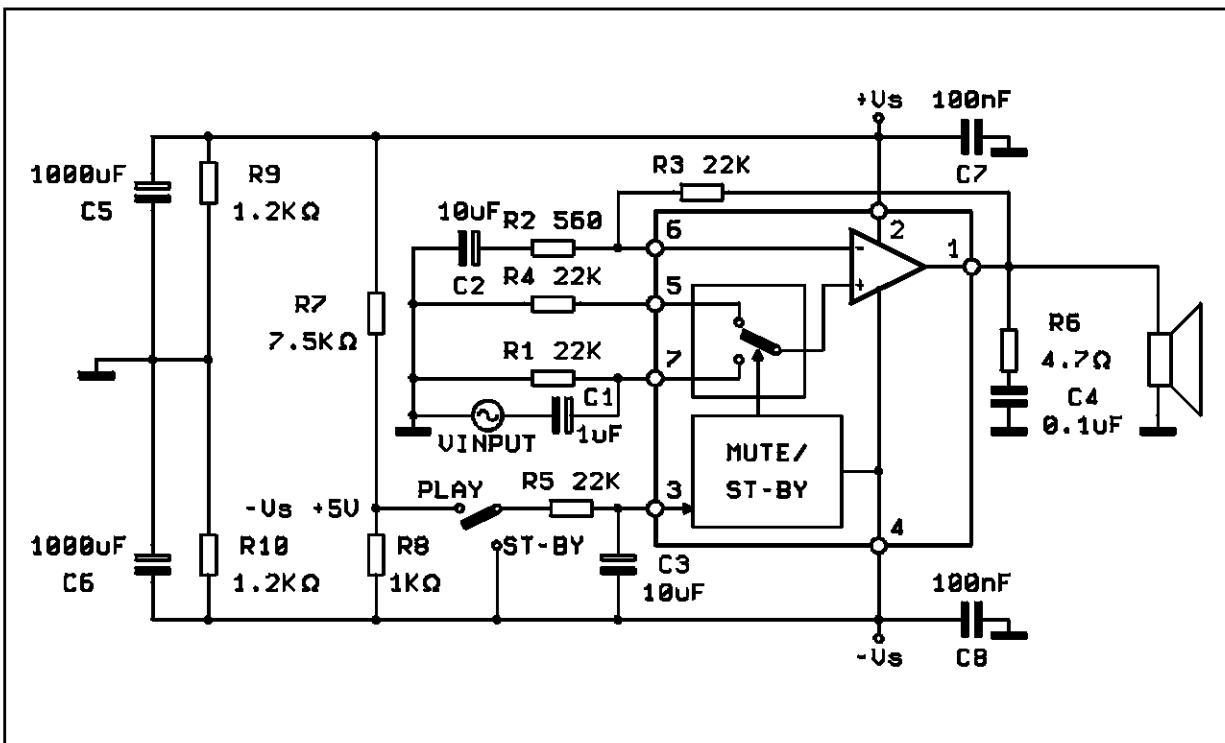 +Vs
100nF
C7
1000uF
C5
R9
1.2KΩ
R3 22K
10uF
C2
R2 560
6
2
1
R4 22K
5
-
+
R7
7.5KΩ
R1 22K
7
C1
1uF
VINPUT
R6
4.7Ω
C4
0.1uF
MUTE/
ST-BY
-Vs +5V
PLAY
R5 22K
3
ST-BY
1000uF
C6
R10
1.2KΩ
R8
1KΩ
C3
10uF
4
100nF
C8
-Vs